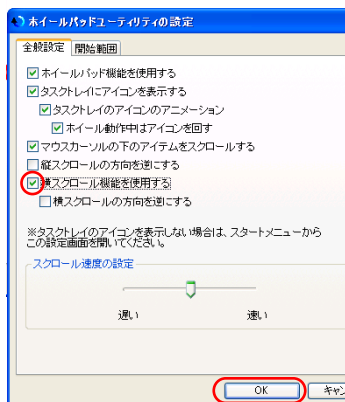 ホイールパッドユーティリティの設定
全般設定 開始範囲
ホイールパッド機能を使用する
タスクトレイにアイコンを表示する
タスクトレイのアイコンのアニメーション
ホイール動作中はアイコンを回す
マウスカーソルの下のアイテムをスクロールする
縦スクロールの方向を逆にする
横スクロール機能を使用する
横スクロールの方向を逆にする
※タスクトレイのアイコンを表示しない場合は、スタートメニューから
この設定画面を開いてください。
スクロール速度の設定
遅い 速い
OK キャン